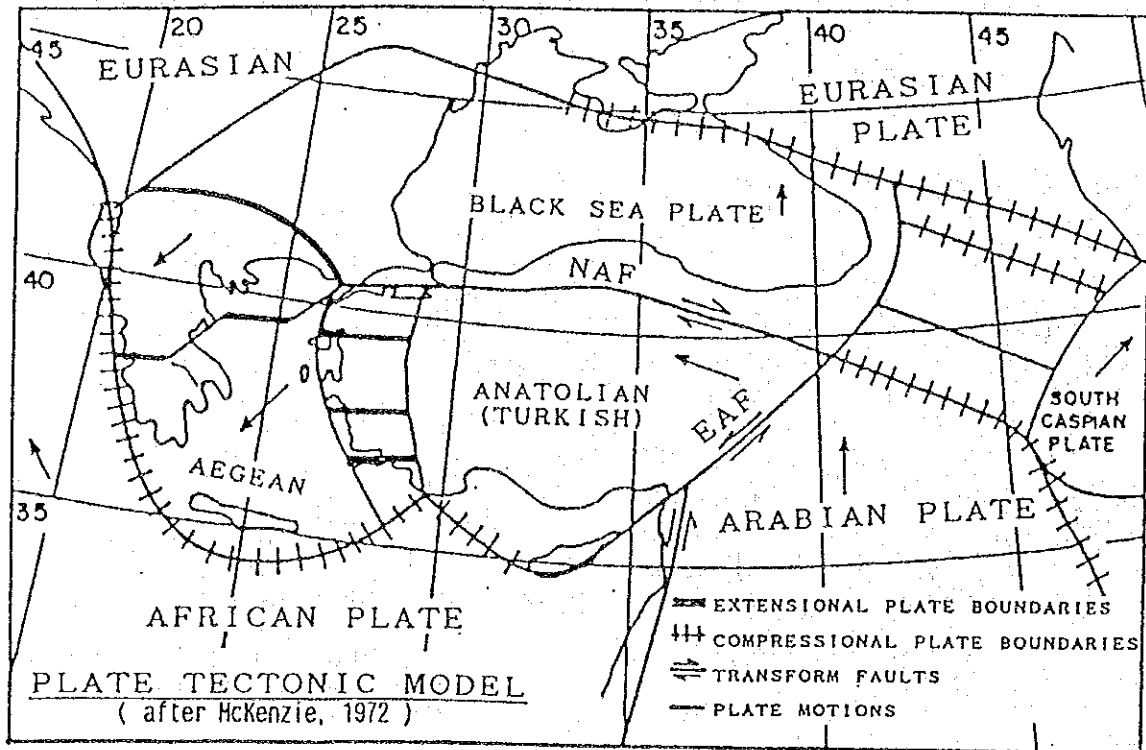 20 25 30 35 40 45
45
EURASIAN
EURASIAN
PLATE
BLACK SEA PLATE
40
NAF
ANATOLIAN
(TURKISH)
EAF
SOUTH
CASPIAN
PLATE
AEGEAN
35
ARABIAN PLATE
AFRICAN PLATE
EXTENSIONAL PLATE BOUNDARIES
COMPRESSIONAL PLATE BOUNDARIES
TRANSFORM FAULTS
PLATE MOTIONS
PLATE TECTONIC MODEL
( after McKenzie, 1972 )